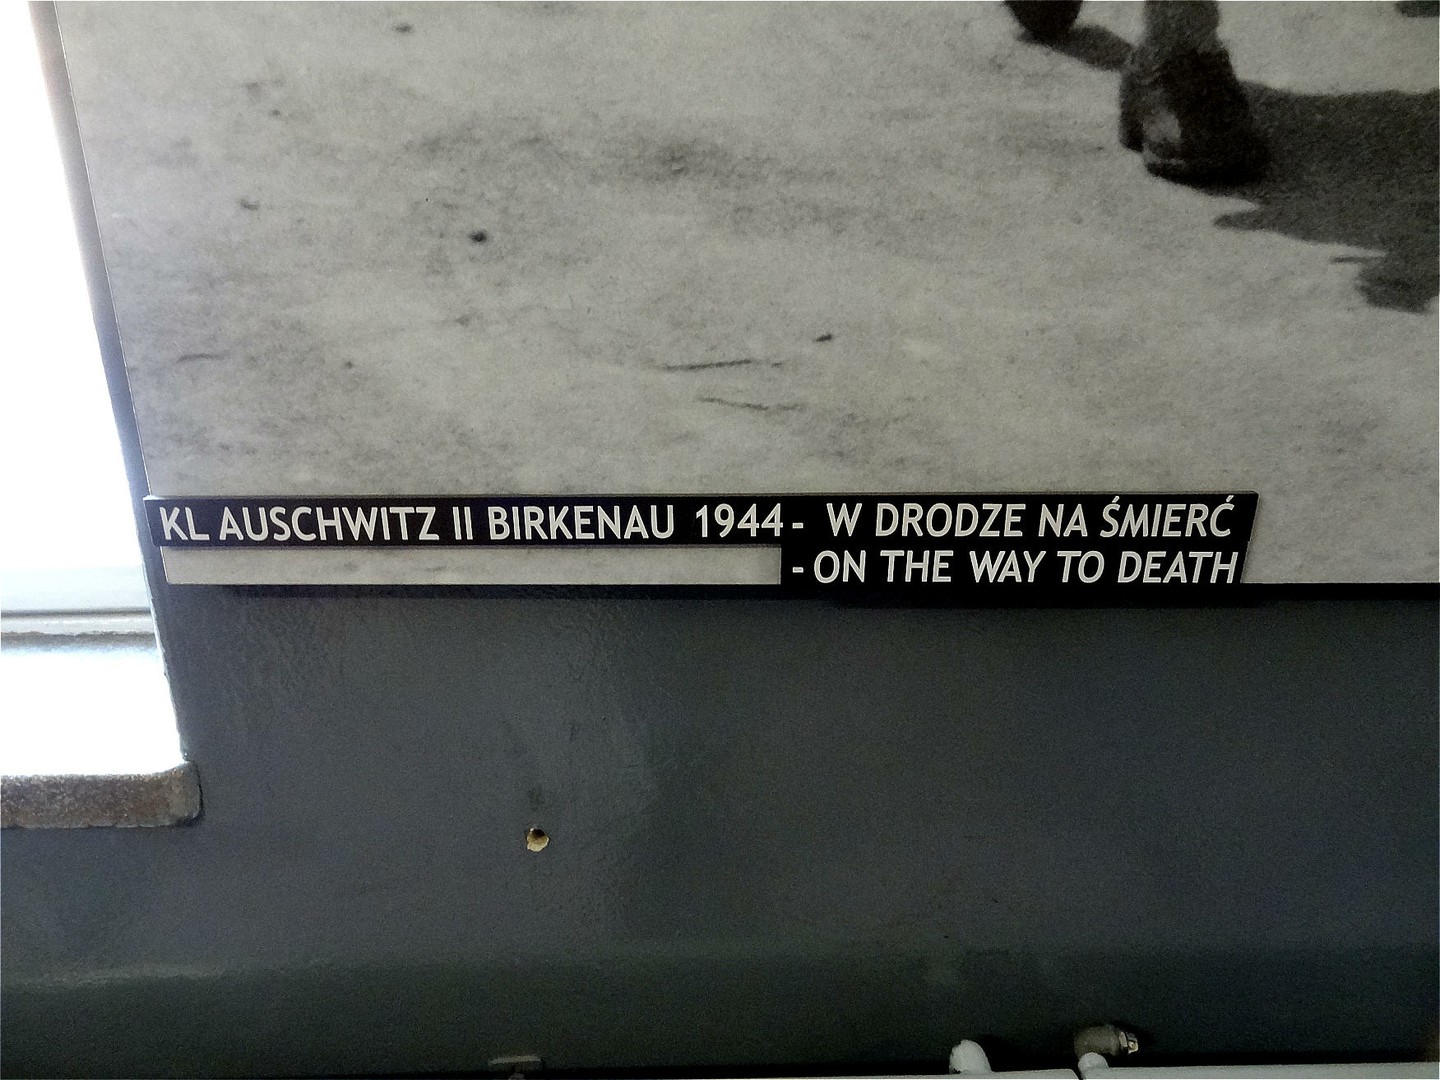 KL AUSCHWITZ II BIRKENAU 1944 - W DRODZE NA ŚMIERĆ
- ON THE WAY TO DEATH